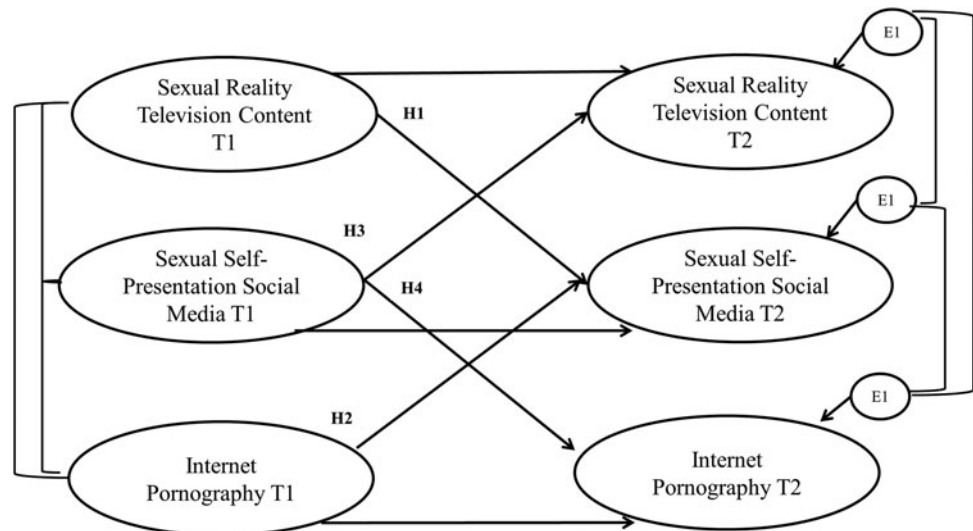 E1
Sexual Reality
Television Content
T1
Sexual Reality
Television Content
T2
H1
E1
H3
Sexual Self-
Presentation Social
Media T1
H4
Sexual Self-
Presentation Social
Media T2
E1
H2
Internet
Pornography T1
Internet
Pornography T2